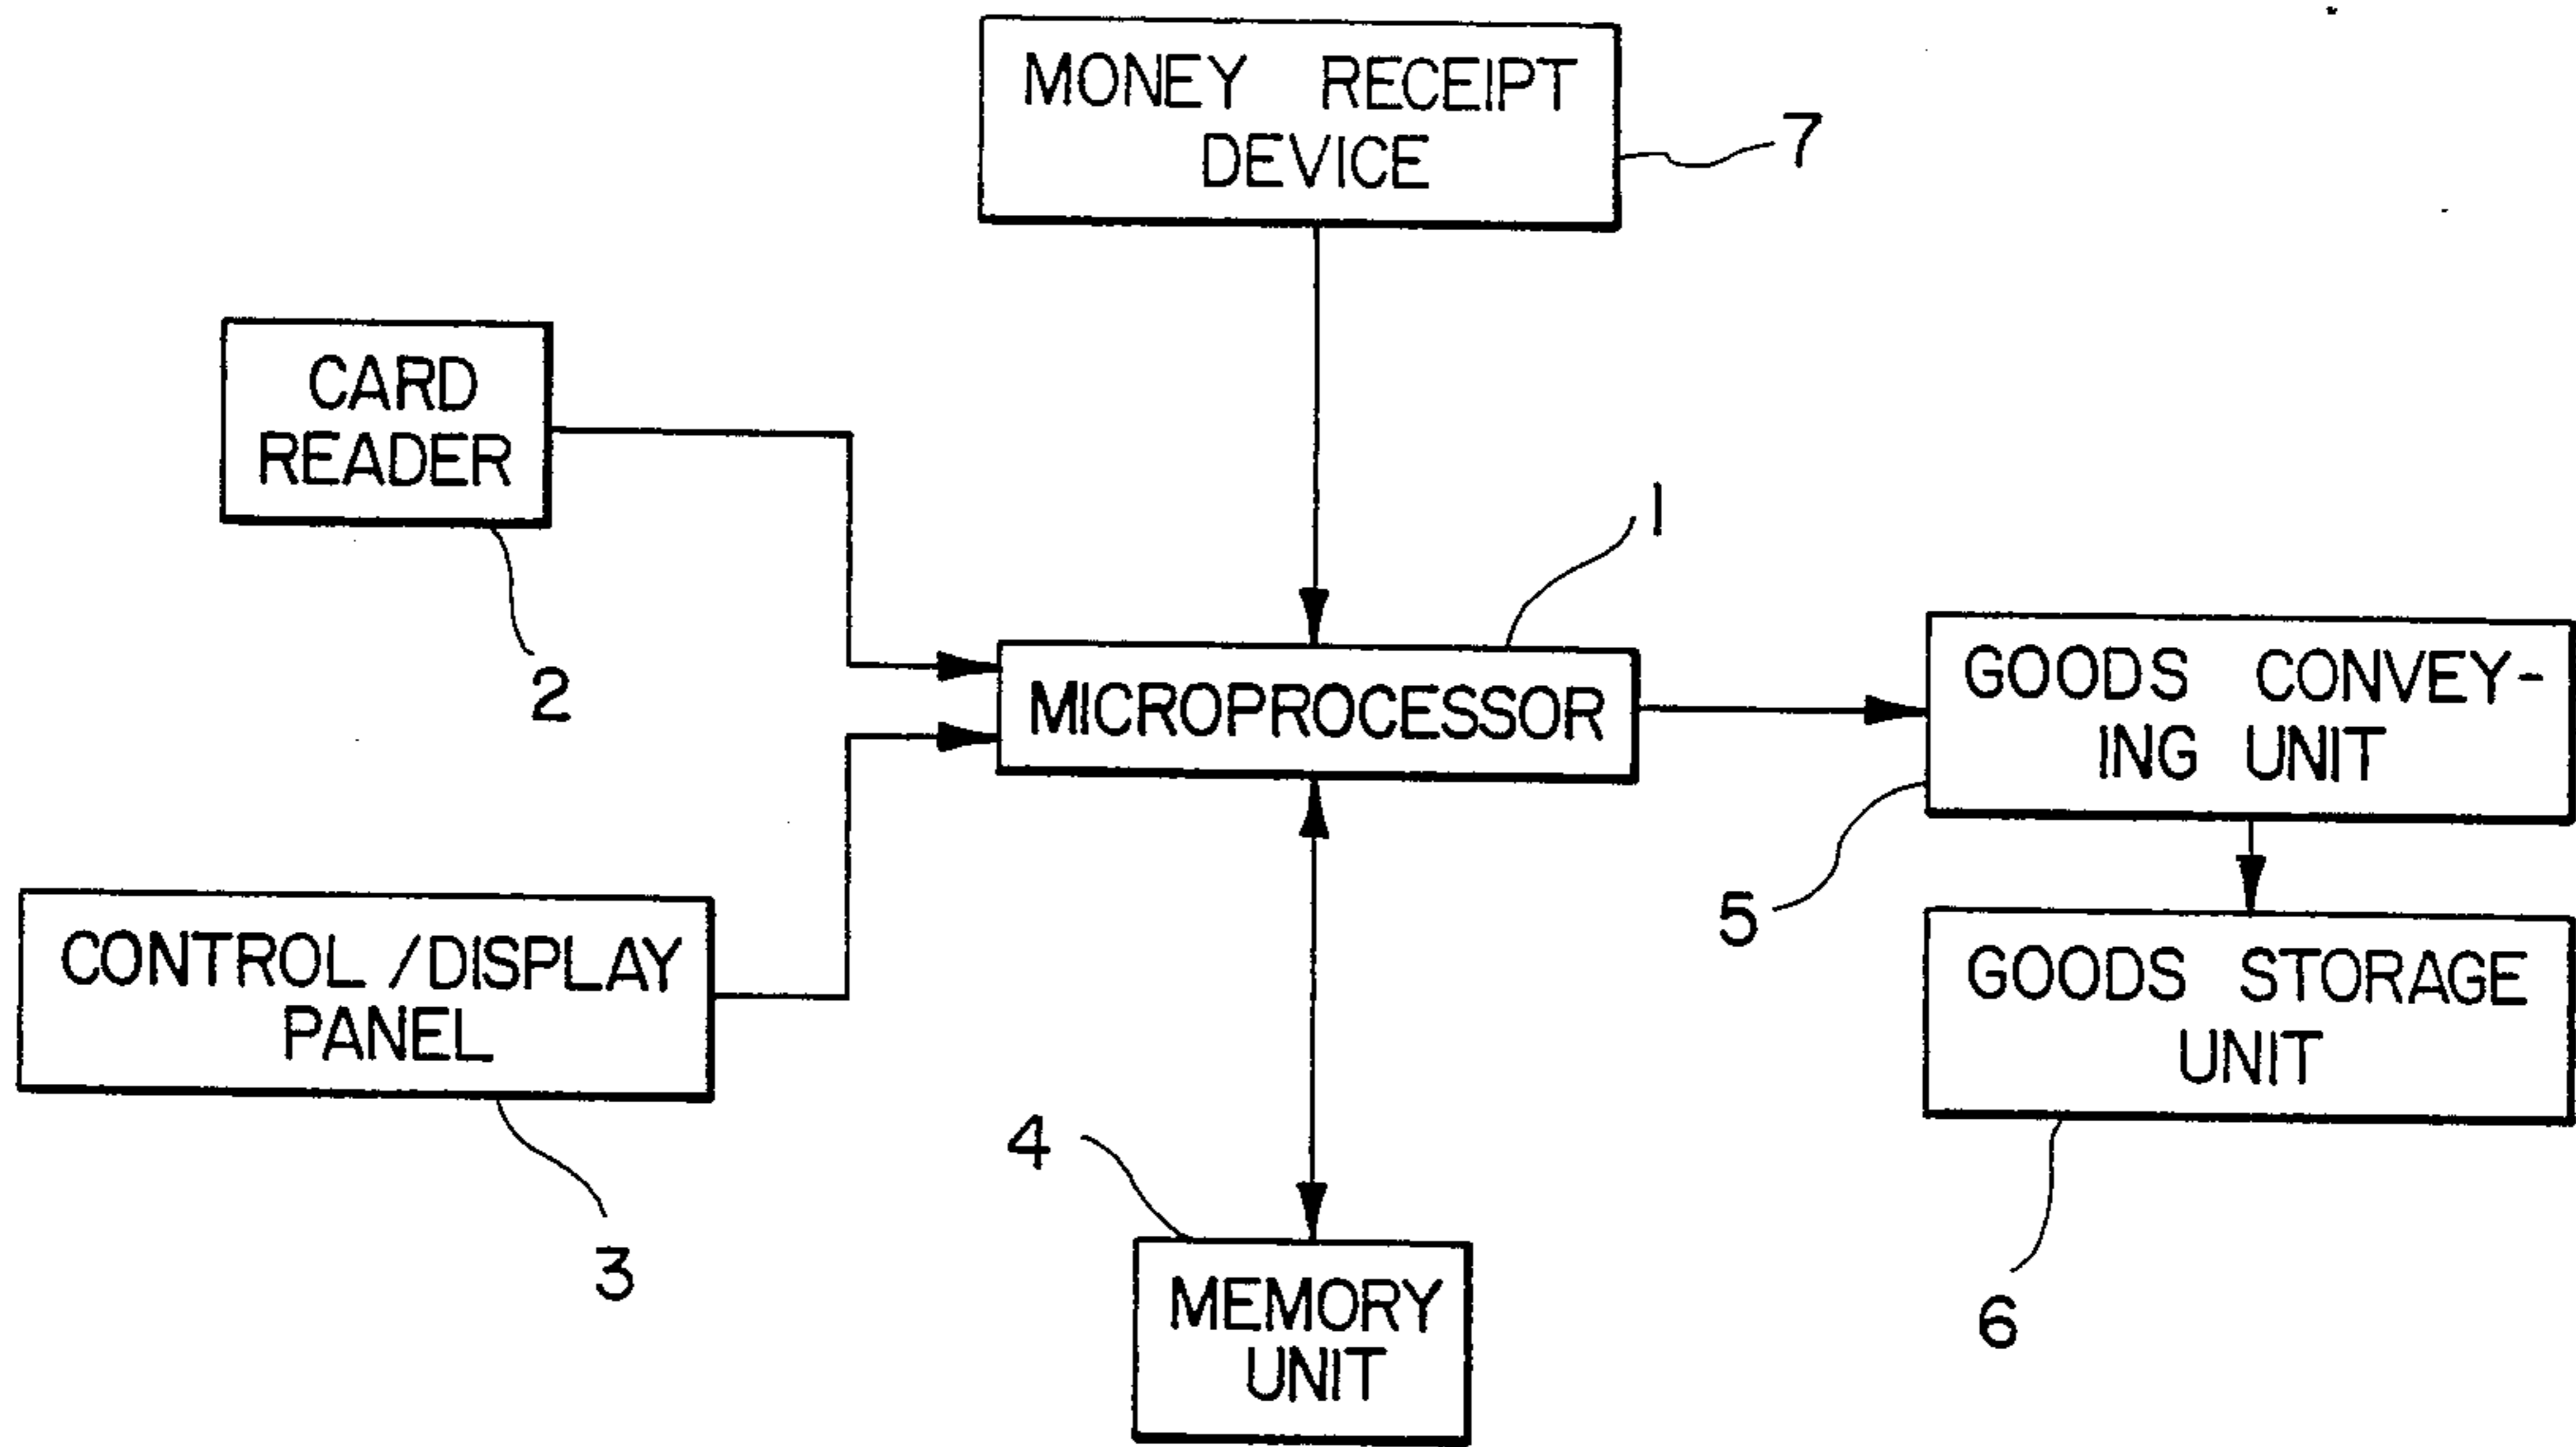 MONEY RECEIPT
DEVICE
7
CARD
READER
2
1
MICROPROCESSOR
GOODS CONVEY-
ING UNIT
5
CONTROL/DISPLAY
PANEL
3
GOODS STORAGE
UNIT
6
4
MEMORY
UNIT